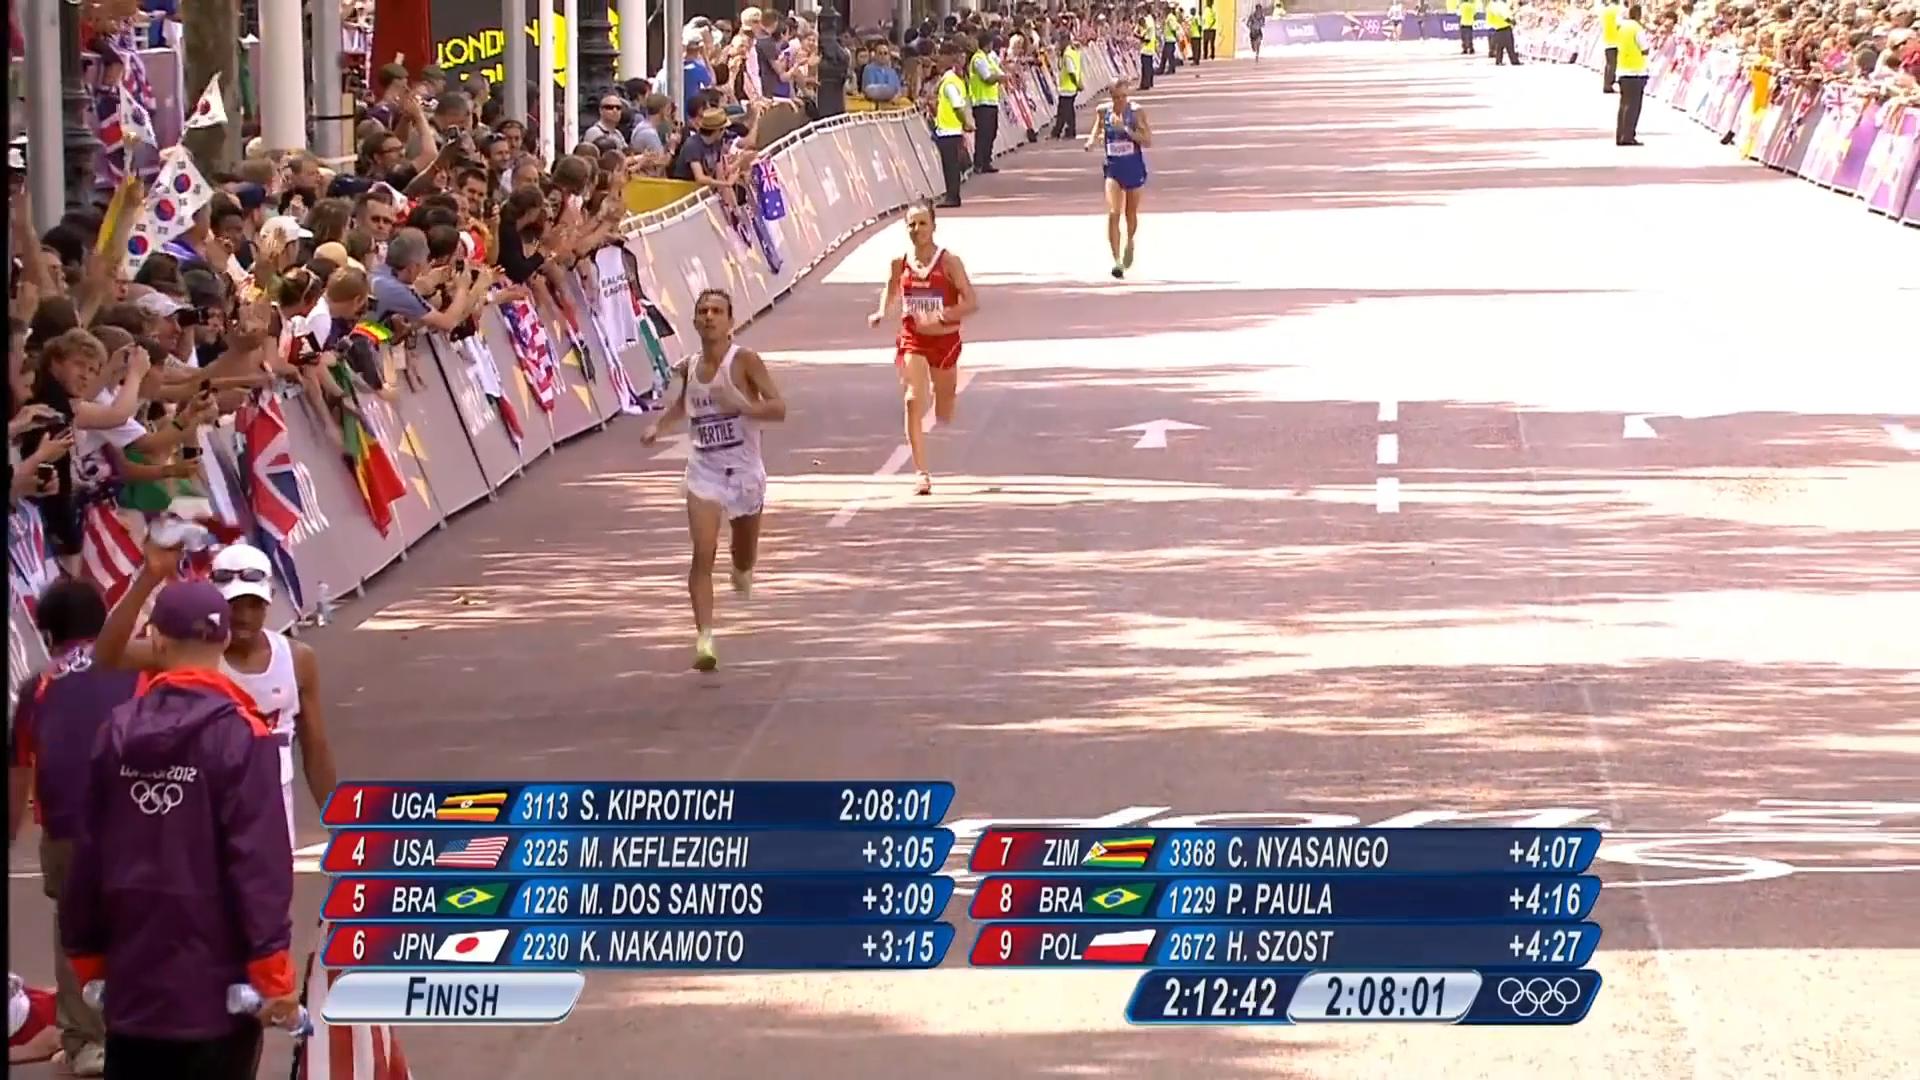 LONDON 2012
VERTILE
1 UGA 3113 S. KIPROTICH 2:08:01
4 USA 3225 M. KEFLEZIGHI +3:05
5 BRA 1226 M. DOS SANTOS +3:09
6 JPN 2230 K. NAKAMOTO +3:15
7 ZIM 3368 C. NYASANGO +4:07
8 BRA 1229 P. PAULA +4:16
9 POL 2672 H. SZOST +4:27
FINISH
2:12:42 2:08:01